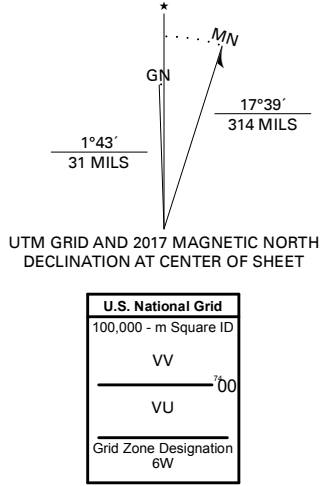 ★
MN
GN
17°39´
314 MILS
1°43´
31 MILS
UTM GRID AND 2017 MAGNETIC NORTH
DECLINATION AT CENTER OF SHEET
U.S. National Grid
100,000 - m Square ID
VV
7400
VU
Grid Zone Designation
6W